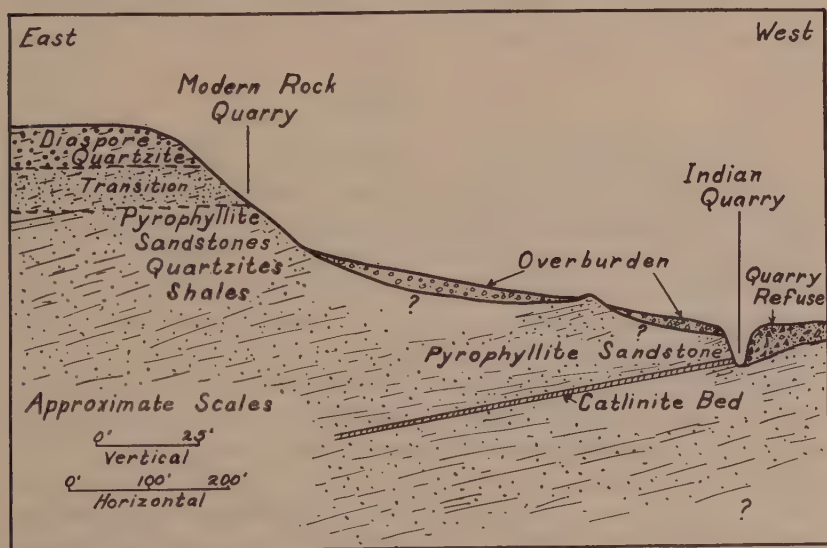 East
West
Modern Rock
Quarry
Diaspore
Quartzite
Transition
Pyrophyllite
Sandstones
Quartzites
Shales
Indian
Quarry
Overburden
Quarry
Refuse
?
?
Pyrophyllite Sandstone
Catlinite Bed
Approximate Scales
0' 25'
Vertical
0' 100' 200'
Horizontal
?